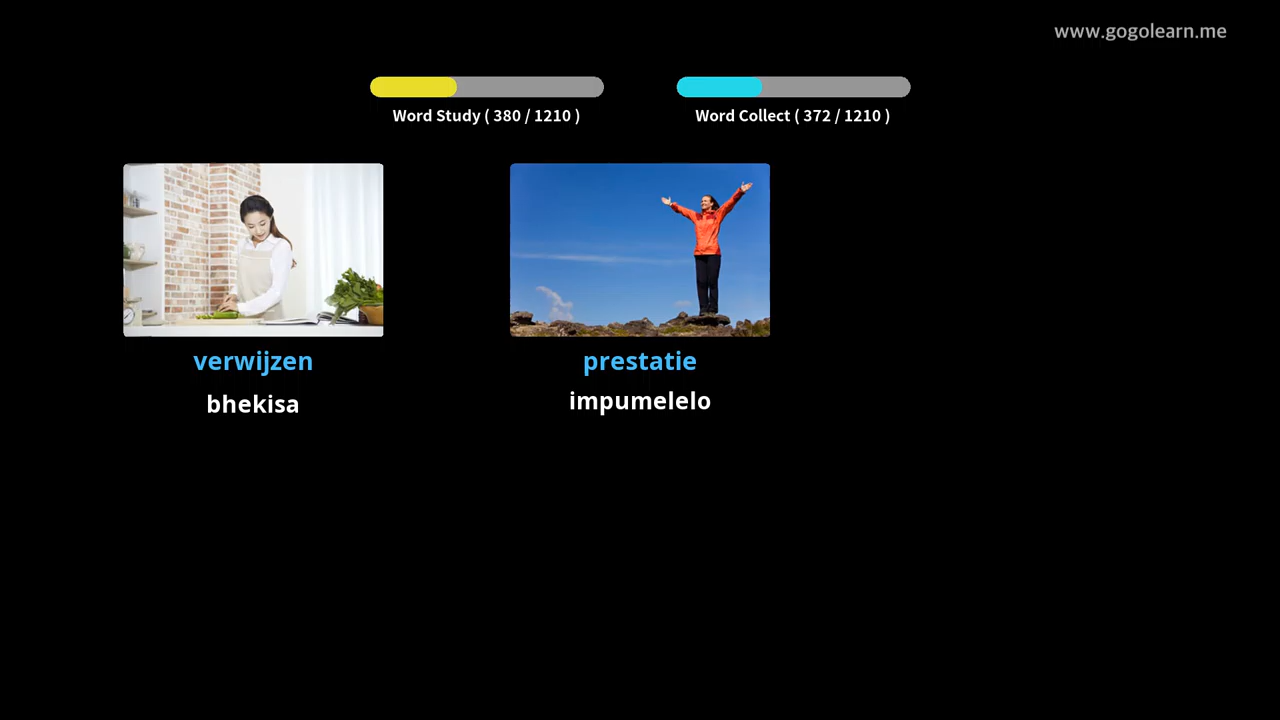 www.gogolearn.me
Word Study ( 380 / 1210 )
Word Collect ( 372 / 1210 )
verwijzen
prestatie
bhekisa
impumelelo